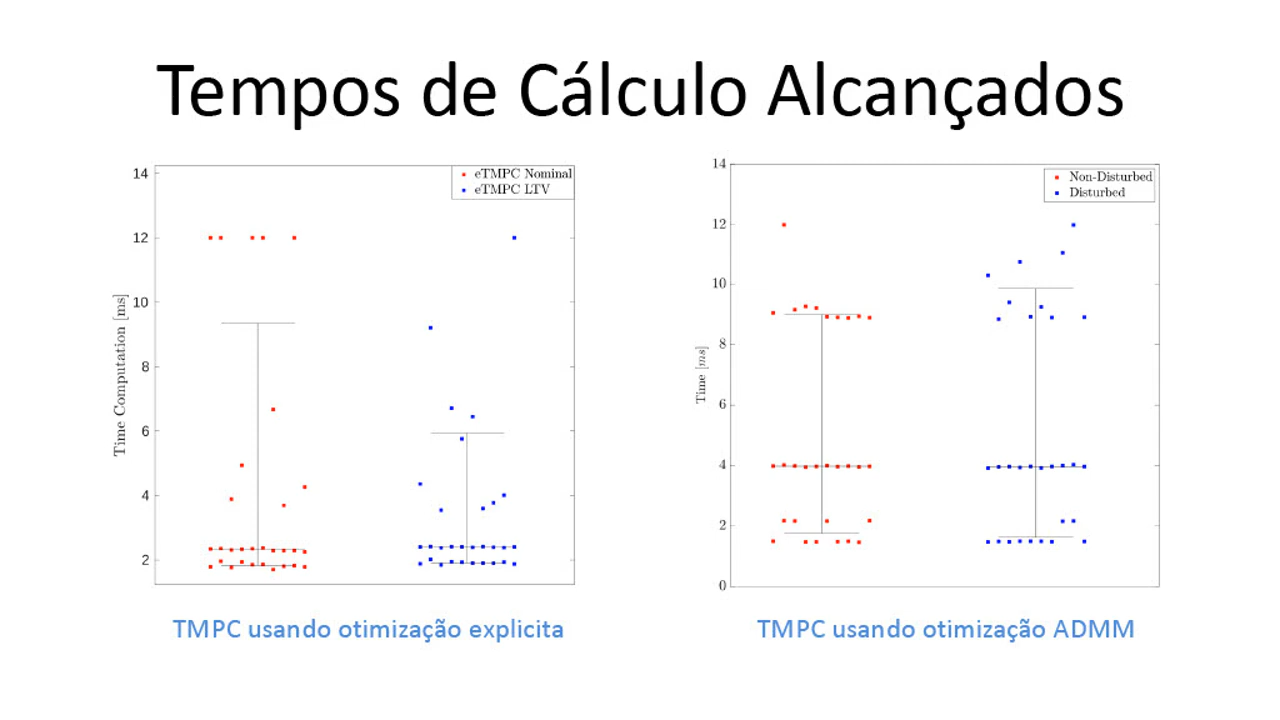 Tempos de Cálculo Alcançados
14
12
10
8
6
4
2
Time Computation [ms]
eTMPC Nominal
eTMPC LTV
TMPC usando otimização explicita
14
12
10
8
6
4
2
0
Time [ms]
Non-Disturbed
Disturbed
TMPC usando otimização ADMM